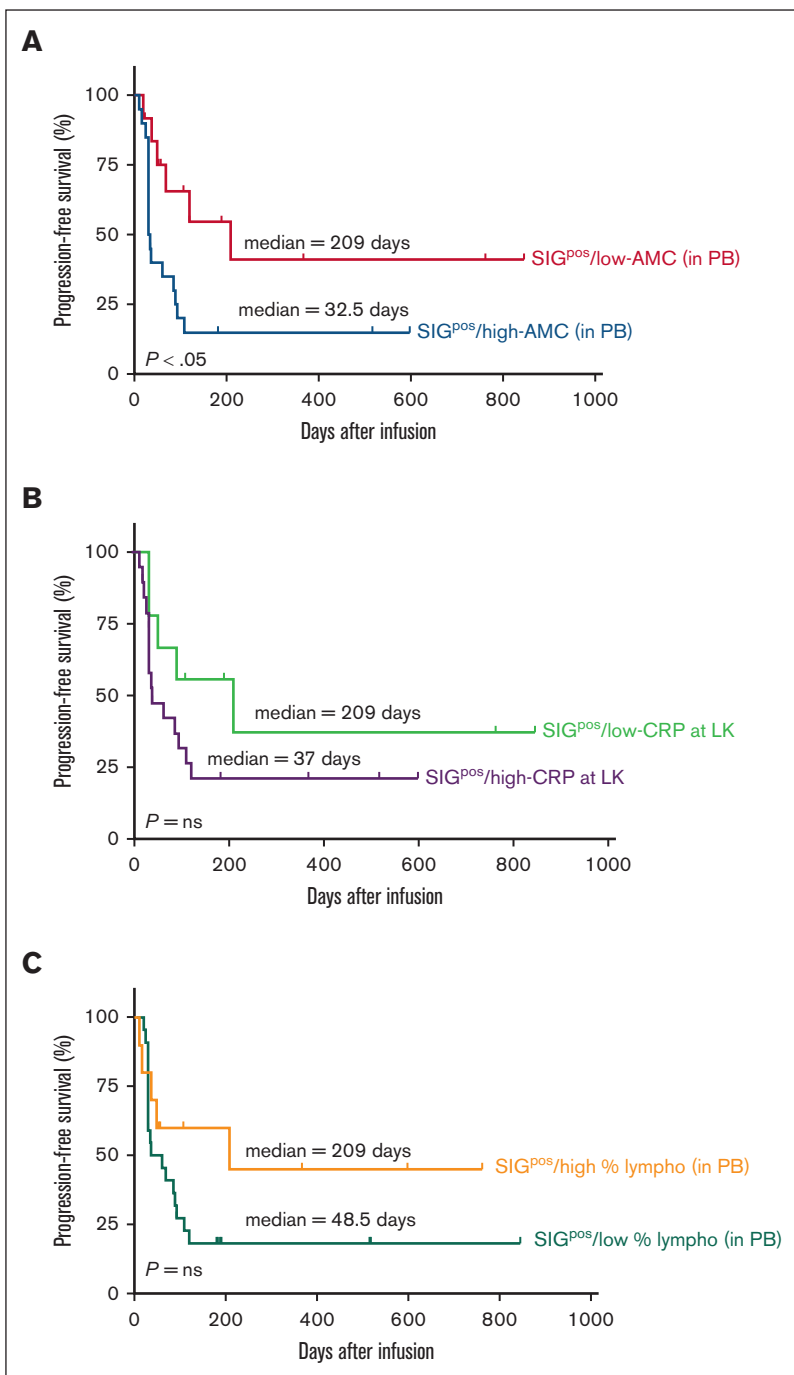 A
Progression-free survival (%)
100
75
50
25
0
median = 209 days
SIGpos/low-AMC (in PB)
median = 32.5 days
SIGpos/high-AMC (in PB)
P < .05
0 200 400 600 800 1000
Days after infusion
B
Progression-free survival (%)
100
75
50
25
0
median = 209 days
SIGpos/low-CRP at LK
median = 37 days
SIGpos/high-CRP at LK
P = ns
0 200 400 600 800 1000
Days after infusion
C
Progression-free survival (%)
100
75
50
25
0
median = 209 days
SIGpos/high % lympho (in PB)
median = 48.5 days
SIGpos/low % lympho (in PB)
P = ns
0 200 400 600 800 1000
Days after infusion